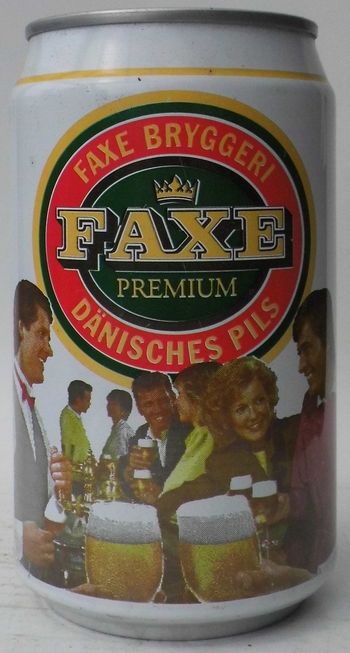 FAXE BRYGGERI
FAXE
PREMIUM
DÄNISCHES PILS